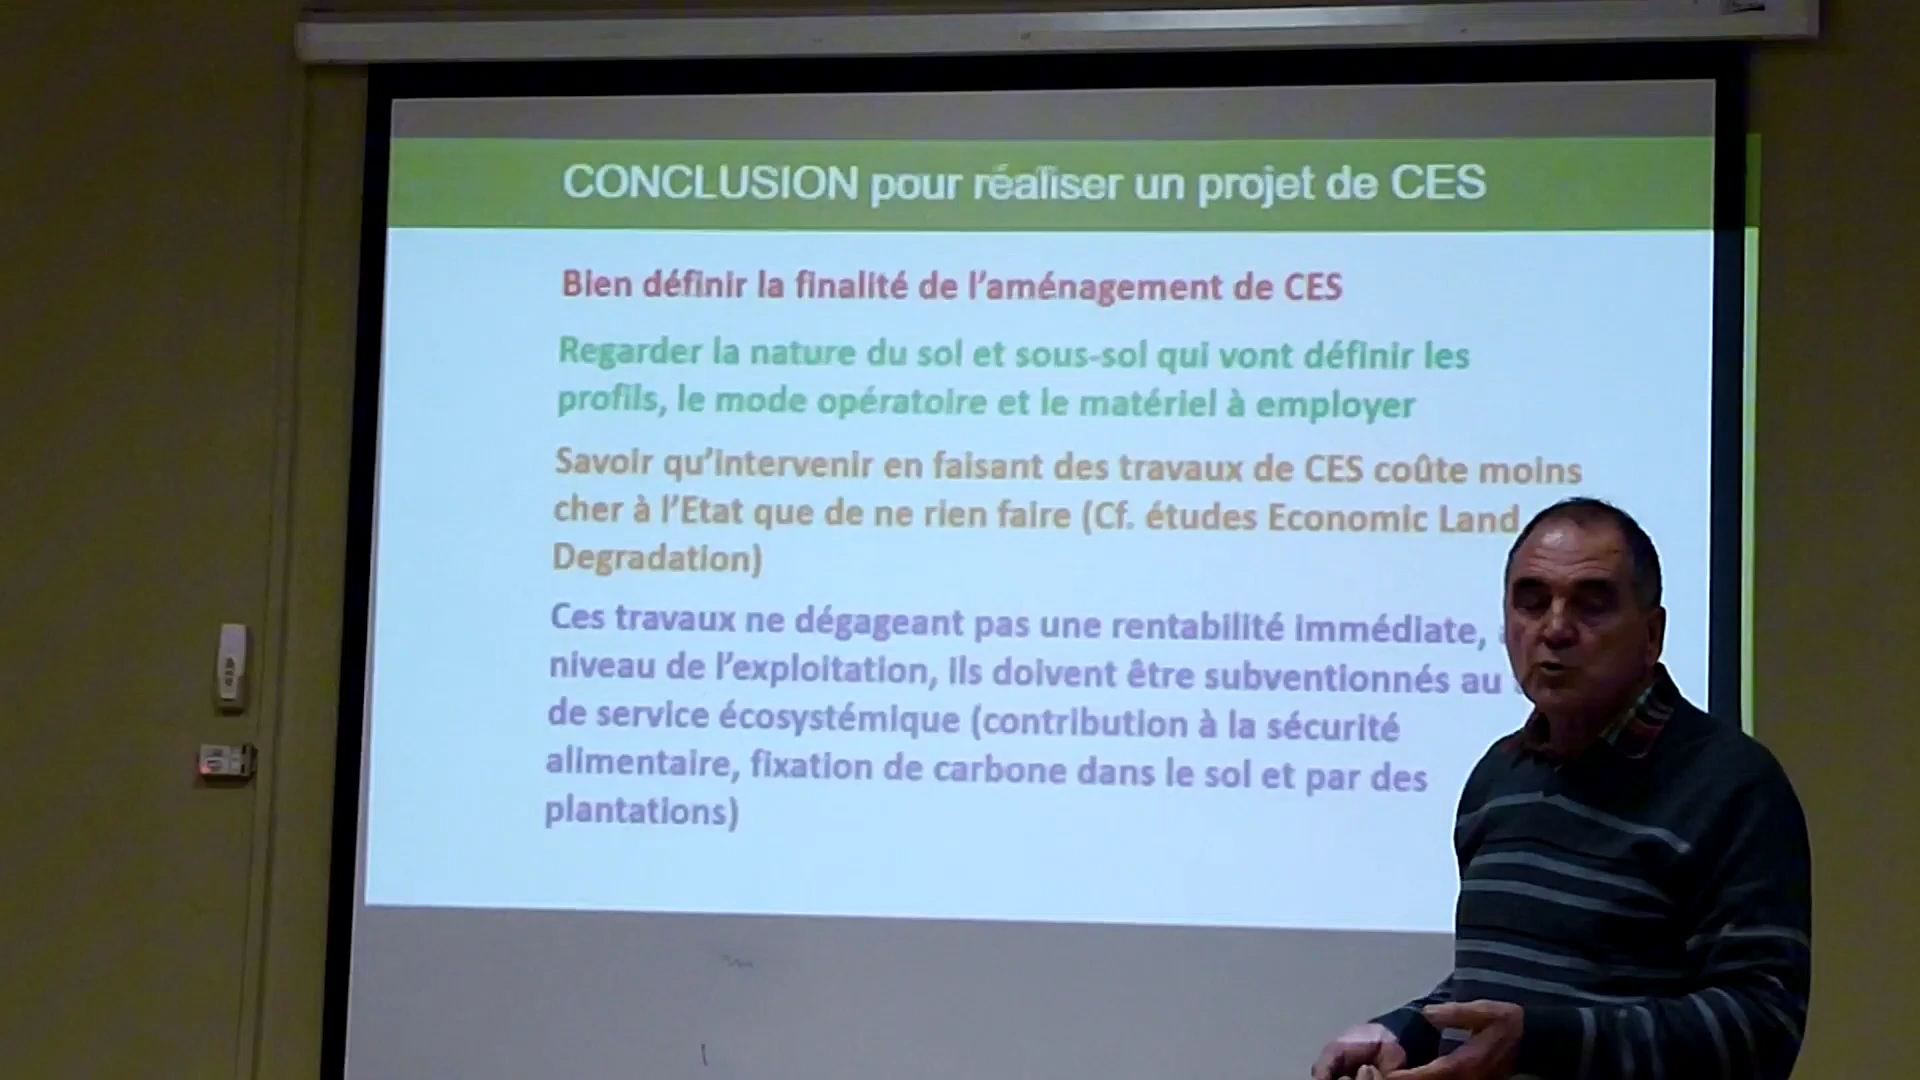 CONCLUSION pour réaliser un projet de CES
Bien définir la finalité de l'aménagement de CES
Regarder la nature du sol et sous-sol qui vont définir les
profils, le mode opératoire et le matériel à employer
Savoir qu'intervenir en faisant des travaux de CES coûte moins
cher à l'Etat que de ne rien faire (Cf. études Economic Land
Degradation)
Ces travaux ne dégageant pas une rentabilité immédiate,
niveau de l'exploitation, ils doivent être subventionnés au
de service écosystémique (contribution à la sécurité
alimentaire, fixation de carbone dans le sol et par des
plantations)